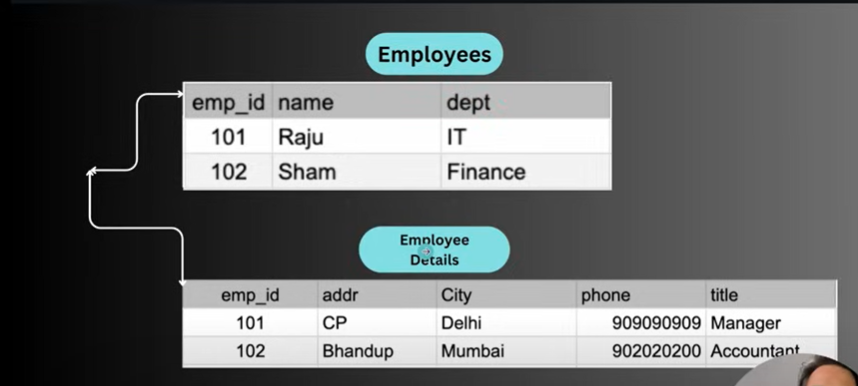 Employees
emp_id name dept
101 Raju IT
102 Sham Finance
Employee
Details
emp_id addr City phone title
101 CP Delhi 909090909 Manager
102 Bhandup Mumbai 902020200 Accountant